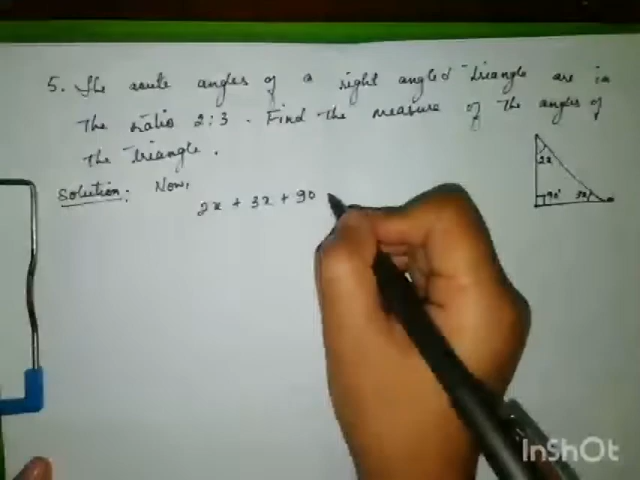 5. The acute angles of a right angled triangle are in
the ratio 2:3. Find the measure of the angles of
the triangle.
2x
90°
3x
Solution: Now,
2x + 3x + 90
InShOt